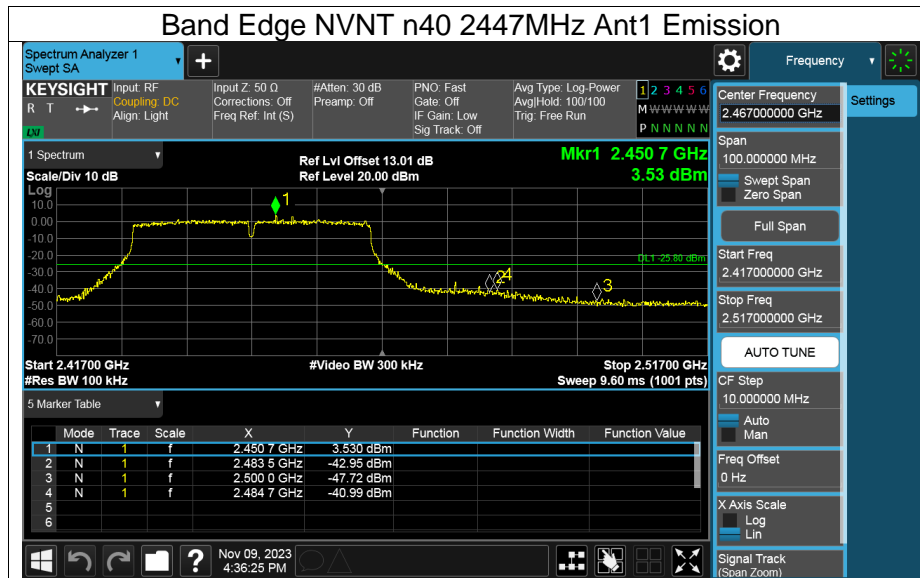 Band Edge NVNT n40 2447MHz Ant1 Emission
Spectrum Analyzer 1
Swept SA
▼
+
Frequency
▼
KEYSIGHT
R T
LXI
Input: RF
Coupling: DC
Align: Light
Input Z: 50 Ω
Corrections: Off
Freq Ref: Int (S)
#Atten: 30 dB
Preamp: Off
PNO: Fast
Gate: Off
IF Gain: Low
Sig Track: Off
Avg Type: Log-Power
Avg|Hold: 100/100
Trig: Free Run
1 2 3 4 5 6
M W W W W W
P N N N N N
1 Spectrum
▼
Scale/Div 10 dB
Ref Lvl Offset 13.01 dB
Ref Level 20.00 dBm
Mkr1 2.450 7 GHz
3.53 dBm
Log
10.0
0.00
-10.0
-20.0
-30.0
-40.0
-50.0
-60.0
-70.0
1
DL1 -25.80 dBm
2 4
3
Start 2.41700 GHz
#Res BW 100 kHz
#Video BW 300 kHz
Stop 2.51700 GHz
Sweep 9.60 ms (1001 pts)
5 Marker Table
▼
Mode Trace Scale X Y Function Function Width Function Value
1 N 1 f 2.450 7 GHz 3.530 dBm
2 N 1 f 2.483 5 GHz -42.95 dBm
3 N 1 f 2.500 0 GHz -47.72 dBm
4 N 1 f 2.484 7 GHz -40.99 dBm
5
6
Center Frequency
2.467000000 GHz
Settings
Span
100.000000 MHz
Swept Span
Zero Span
Full Span
Start Freq
2.417000000 GHz
Stop Freq
2.517000000 GHz
AUTO TUNE
CF Step
10.000000 MHz
Auto
Man
Freq Offset
0 Hz
X Axis Scale
Log
Lin
Signal Track
(Span Zoom)
?
Nov 09, 2023
4:36:25 PM